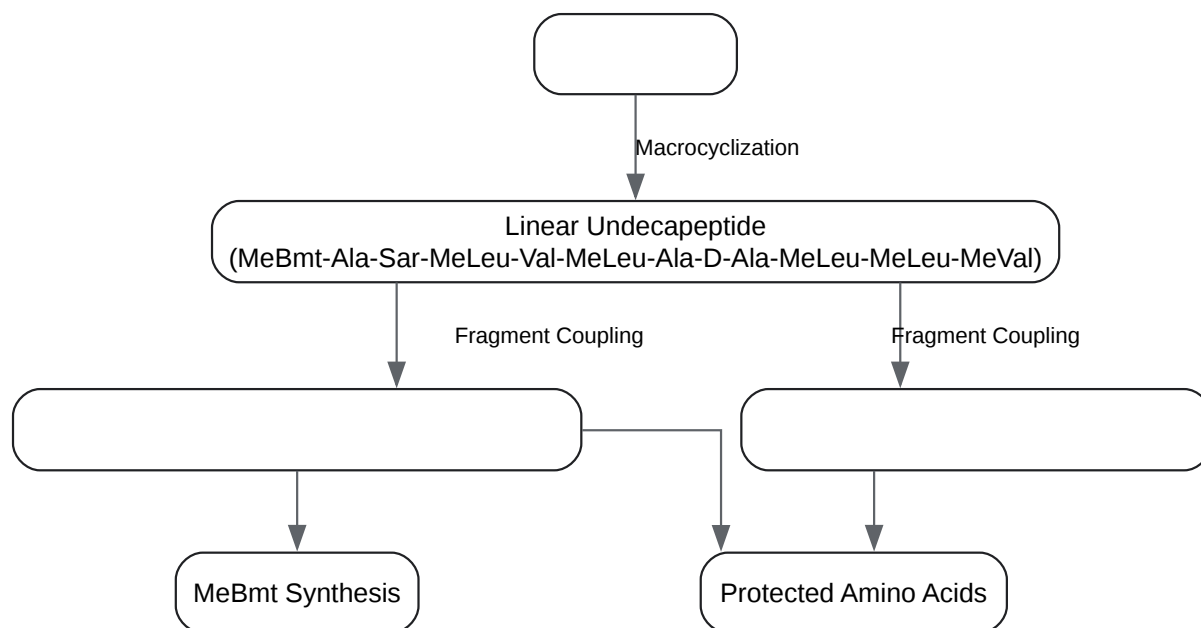 Macrocyclization
Linear Undecapeptide
(MeBmt-Ala-Sar-MeLeu-Val-MeLeu-Ala-D-Ala-MeLeu-MeLeu-MeVal)
Fragment Coupling
Fragment Coupling
MeBmt Synthesis
Protected Amino Acids